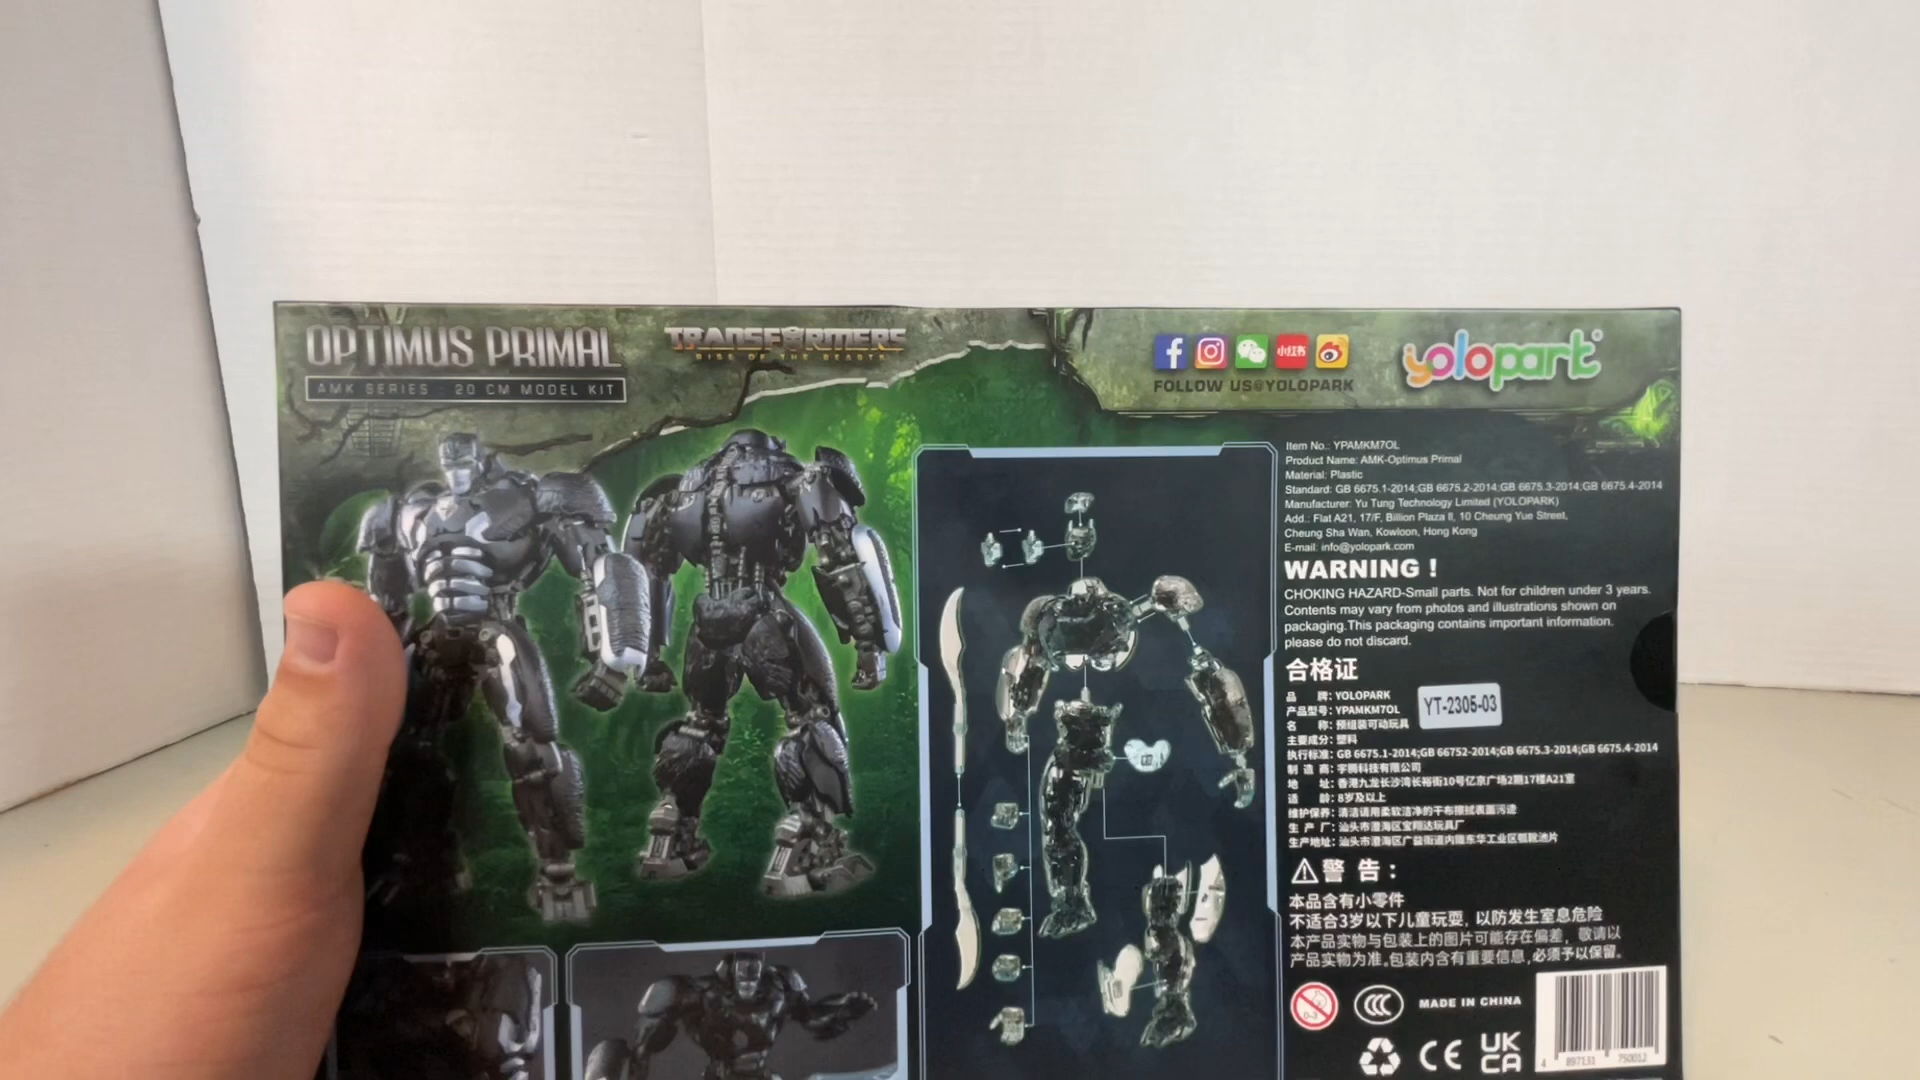 OPTIMUS PRIMAL
AMK SERIES · 20 CM MODEL KIT
TRANSFORMERS
RISE OF THE BEASTS
小红书
FOLLOW US@YOLOPARK
yolopark
Item No.: YPAMKM7OL
Product Name: AMK-Optimus Primal
Material: Plastic
Standard: GB 6675.1-2014;GB 6675.2-2014;GB 6675.3-2014;GB 6675.4-2014
Manufacturer: Yu Tung Technology Limited (YOLOPARK)
Add.: Flat A21, 17/F, Billion Plaza II, 10 Cheung Yue Street,
Cheung Sha Wan, Kowloon, Hong Kong
E-mail: info@yolopark.com
WARNING !
CHOKING HAZARD-Small parts. Not for children under 3 years.
Contents may vary from photos and illustrations shown on
packaging.This packaging contains important information.
please do not discard.
合格证
品 牌: YOLOPARK
产品型号: YPAMKM7OL
YT-2305-03
名 称: 预组装可动玩具
主要成分: 塑料
执行标准: GB 6675.1-2014;GB 66752-2014;GB 6675.3-2014;GB 6675.4-2014
制 造 商: 宇腾科技有限公司
地 址: 香港九龙长沙湾长裕街10号亿京广场2期17楼A21室
适 龄: 8岁及以上
维护保养: 清洁请用柔软洁净的干布擦拭表面污渍
生 产 厂: 汕头市澄海区宝翔达玩具厂
生产地址: 汕头市澄海区广益街道内陇东华工业区
警 告:
本品含有小零件
不适合3岁以下儿童玩耍, 以防发生窒息危险
本产品实物与包装上的图片可能存在偏差, 敬请以
产品实物为准。包装内含有重要信息,必须予以保留。
0-3
CCC
MADE IN CHINA
CE
UK
CA
4 897131 750012